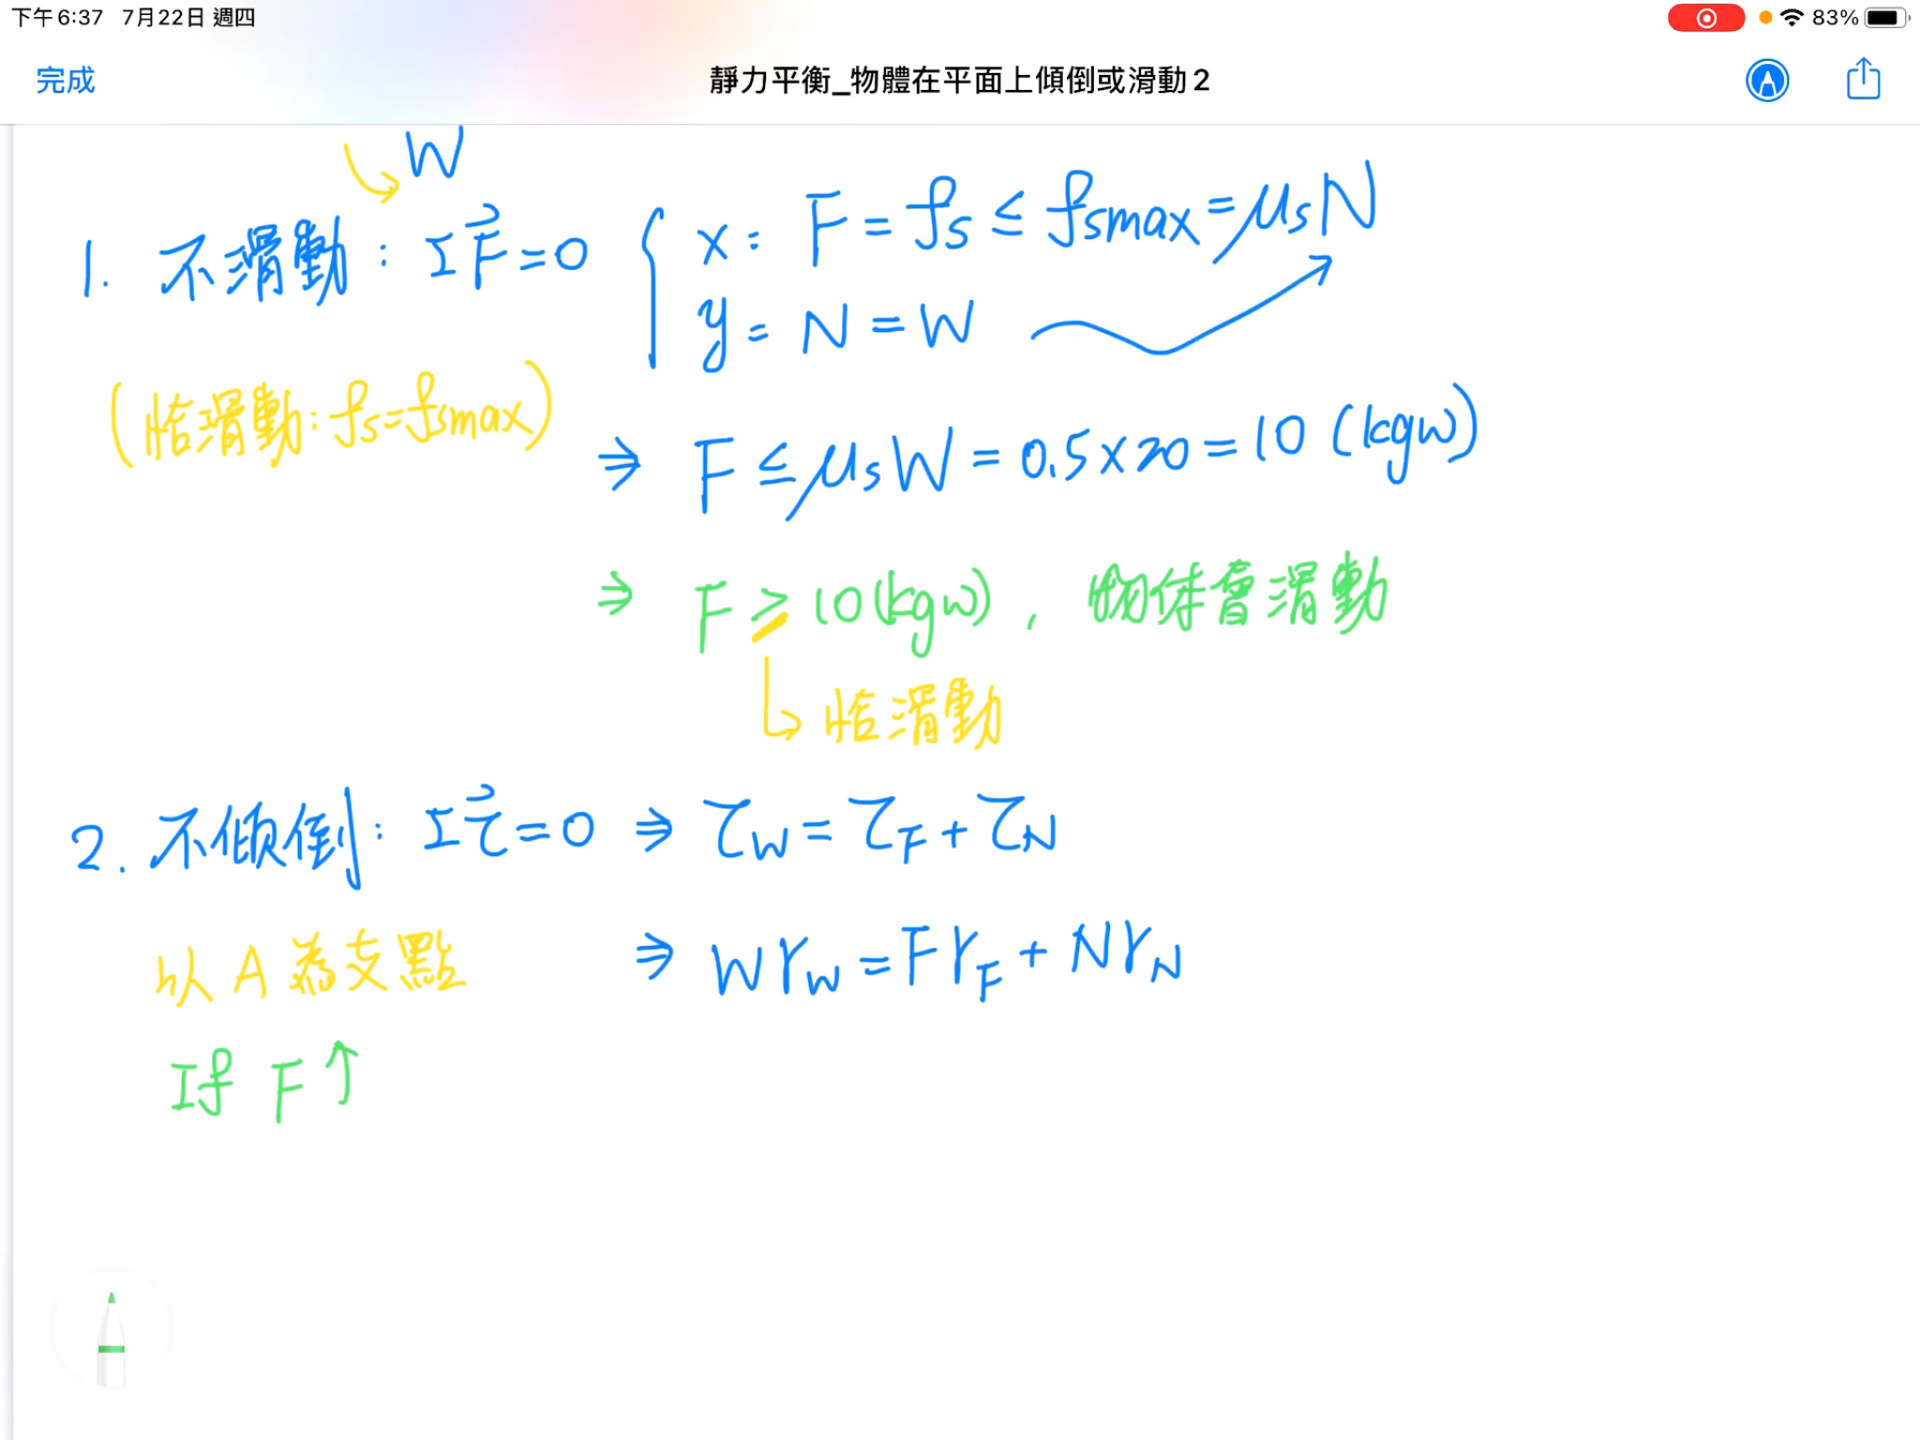 下午6:37 7月22日 週四 83%
完成 靜力平衡_物體在平面上傾倒或滑動2
W
1. 不滑動: ΣF⃗=0 { x: F=fs≤fsmax=μsN
y= N=W
(恰滑動: fs=fsmax)
⇒ F≤μsW=0.5×20=10(kgw)
⇒ F≥10(kgw), 物体會滑動
↳恰滑動
2. 不傾倒: Στ⃗=0 ⇒ τW=τF+τN
以A為支點 ⇒ WrW=FrF+NrN
If F↑